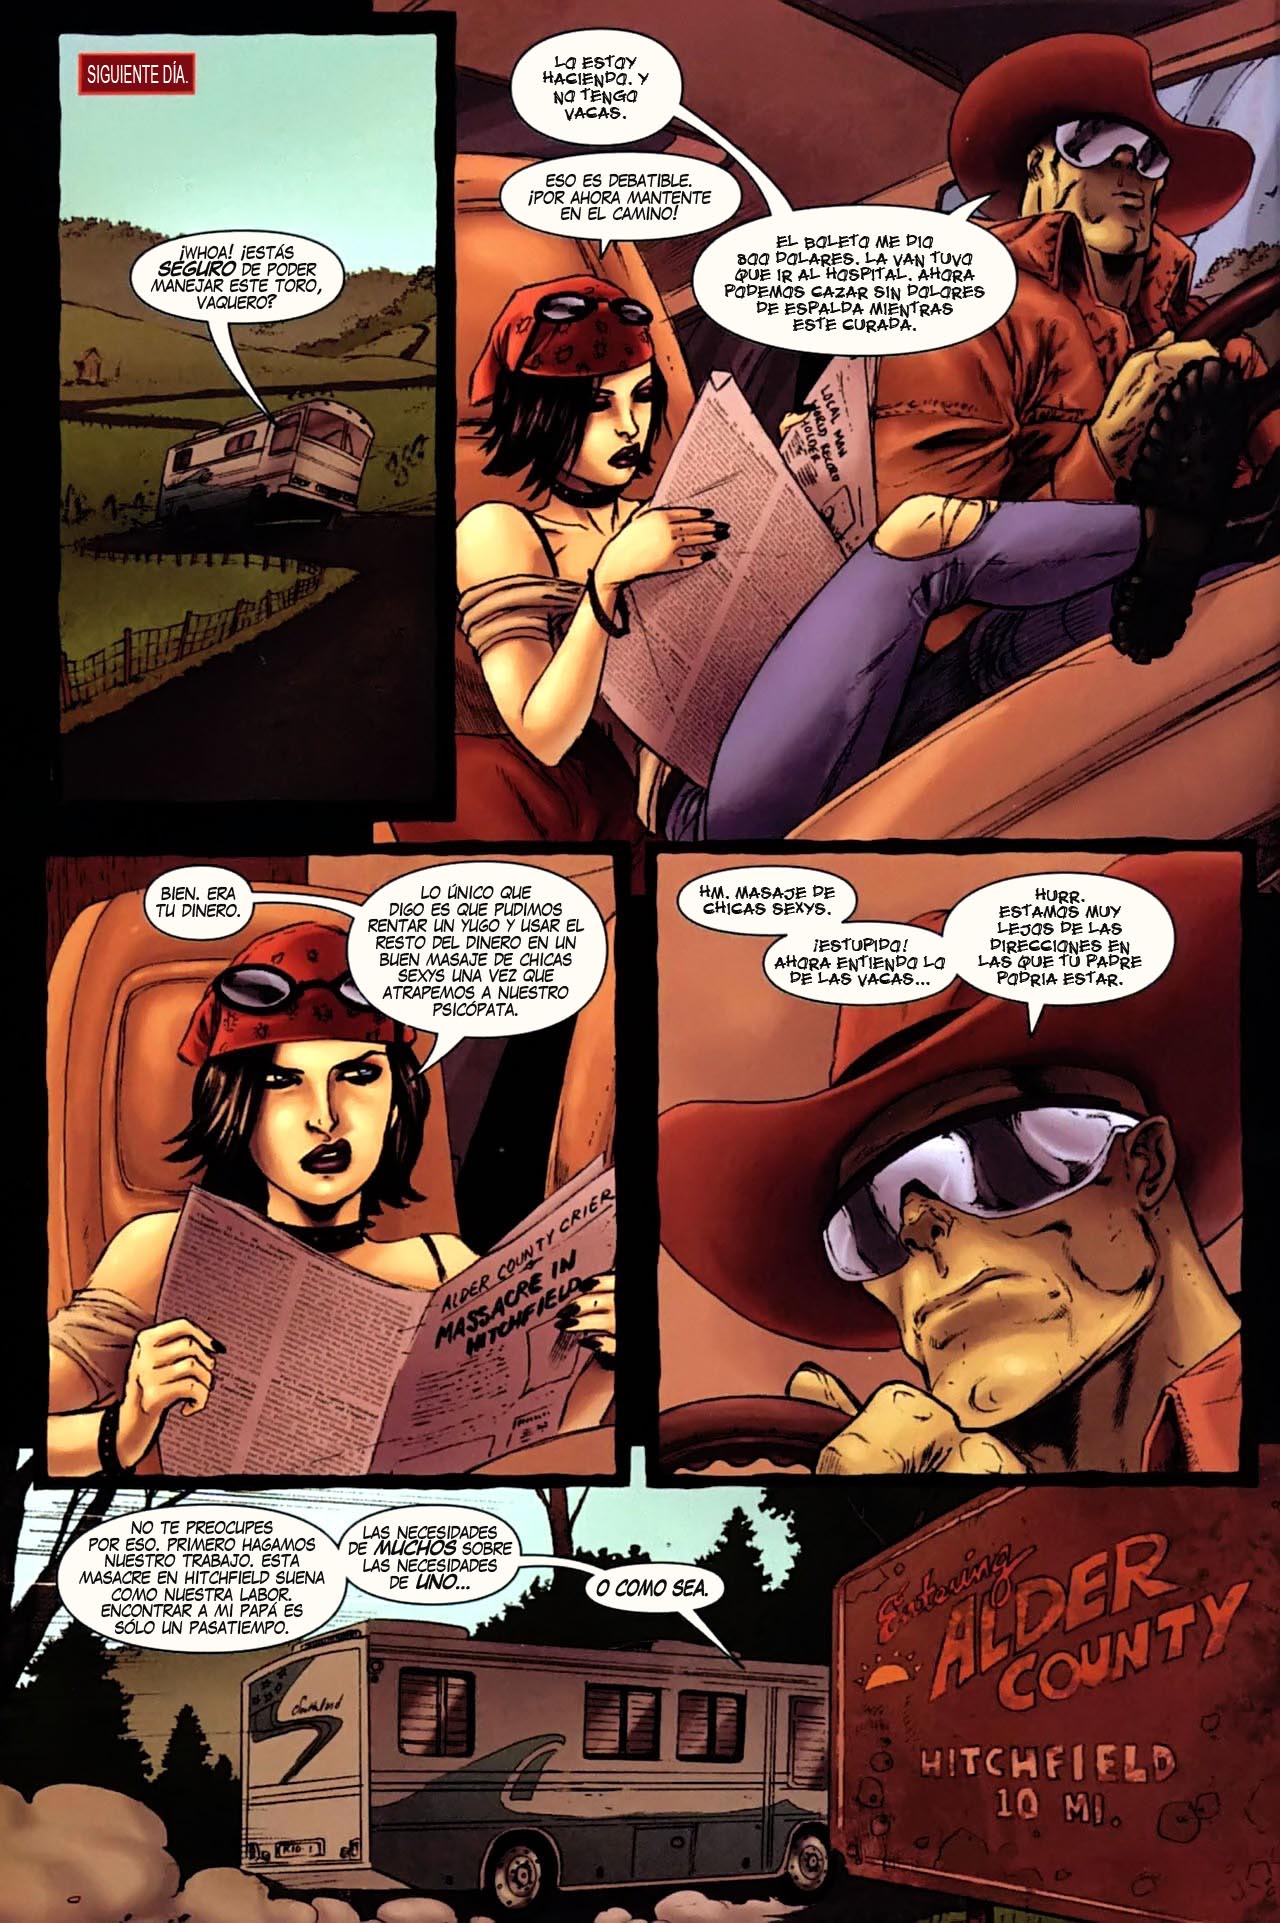 SIGUIENTE DÍA.
¡WHOA! ¡ESTÁS
SEGURO DE PODER
MANEJAR ESTE TORO,
VAQUERO?
LO ESTOY
HACIENDO. Y
NO TENGO
VACAS.
ESO ES DEBATIBLE.
¡POR AHORA MANTENTE
EN EL CAMINO!
EL BOLETO ME DIO
800 DOLARES. LA VAN TUVO
QUE IR AL HOSPITAL. AHORA
PODEMOS CAZAR SIN DOLORES
DE ESPALDA MIENTRAS
ESTE CURADA.
LOCAL MAN
WORLD RECORD
HOLDER
BIEN. ERA
TU DINERO.
LO ÚNICO QUE
DIGO ES QUE PUDIMOS
RENTAR UN YUGO Y USAR EL
RESTO DEL DINERO EN UN
BUEN MASAJE DE CHICAS
SEXYS UNA VEZ QUE
ATRAPEMOS A NUESTRO
PSICÓPATA.
ALDER COUNTY CRIER
MASSACRE IN
HITCHFIELD
HM. MASAJE DE
CHICAS SEXYS.
¡ESTUPIDO!
AHORA ENTIENDO LO
DE LAS VACAS...
HURR.
ESTAMOS MUY
LEJOS DE LAS
DIRECCIONES EN
LAS QUE TU PADRE
PODRIA ESTAR.
NO TE PREOCUPES
POR ESO. PRIMERO HAGAMOS
NUESTRO TRABAJO. ESTA
MASACRE EN HITCHFIELD SUENA
COMO NUESTRA LABOR.
ENCONTRAR A MI PAPÁ ES
SÓLO UN PASATIEMPO.
LAS NECESIDADES
DE MUCHOS SOBRE
LAS NECESIDADES
DE UNO...
O COMO SEA.
Entering
ALDER
COUNTY
HITCHFIELD
10 MI.